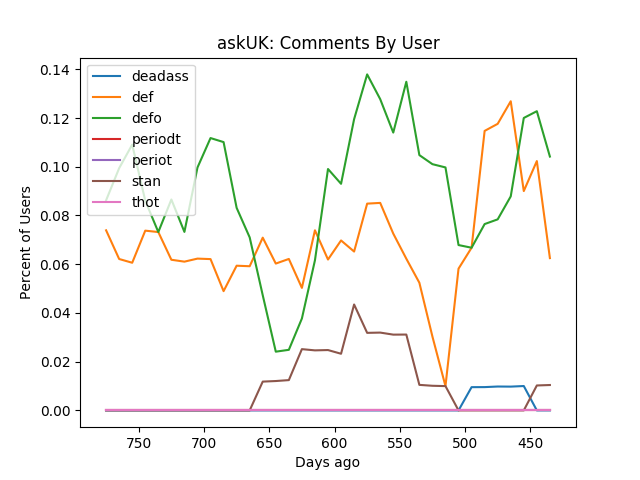 askUK: Comments By User
Percent of Users
0.14
0.12
0.10
0.08
0.06
0.04
0.02
0.00
deadass
def
defo
periodt
periot
stan
thot
750 700 650 600 550 500 450
Days ago